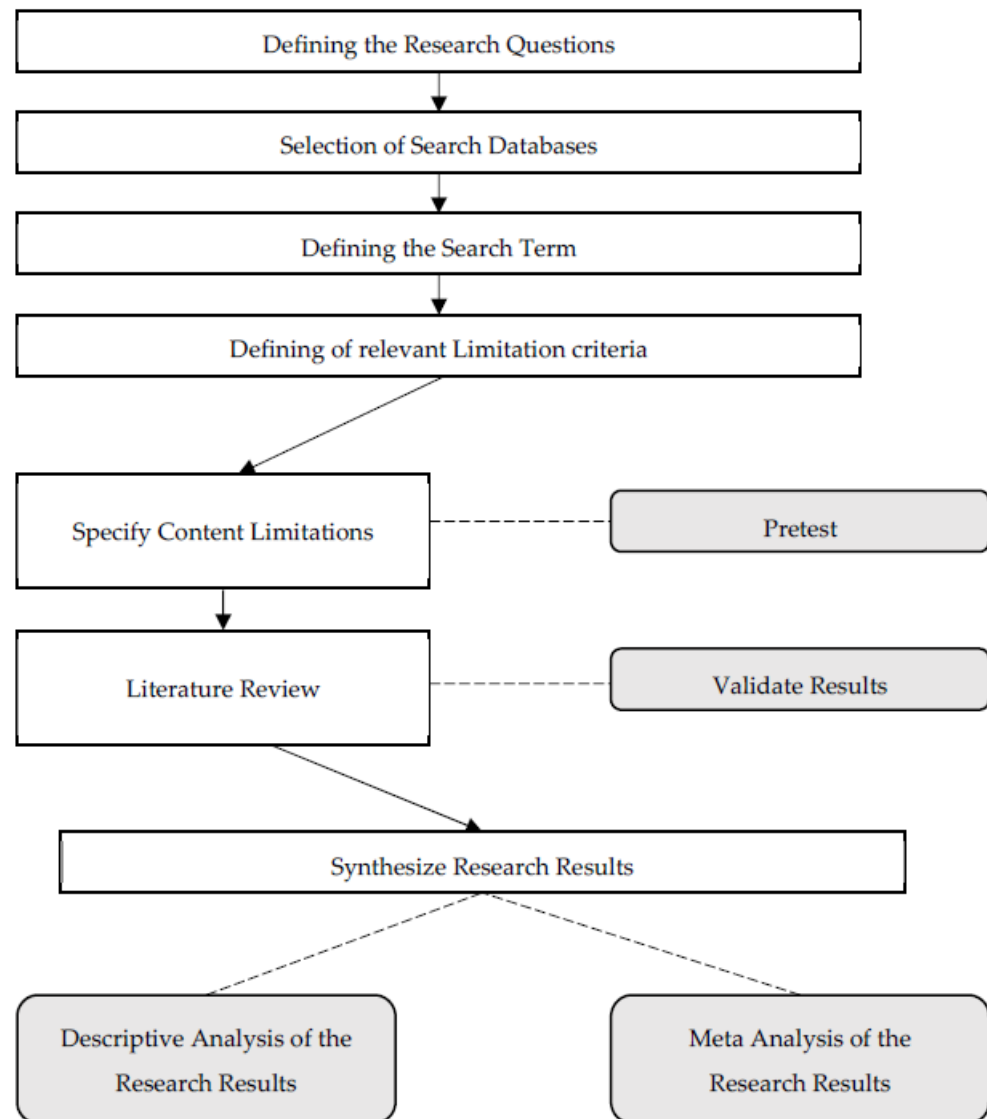 Defining the Research Questions
Selection of Search Databases
Defining the Search Term
Defining of relevant Limitation criteria
Specify Content Limitations
Pretest
Literature Review
Validate Results
Synthesize Research Results
Descriptive Analysis of the
Research Results
Meta Analysis of the
Research Results